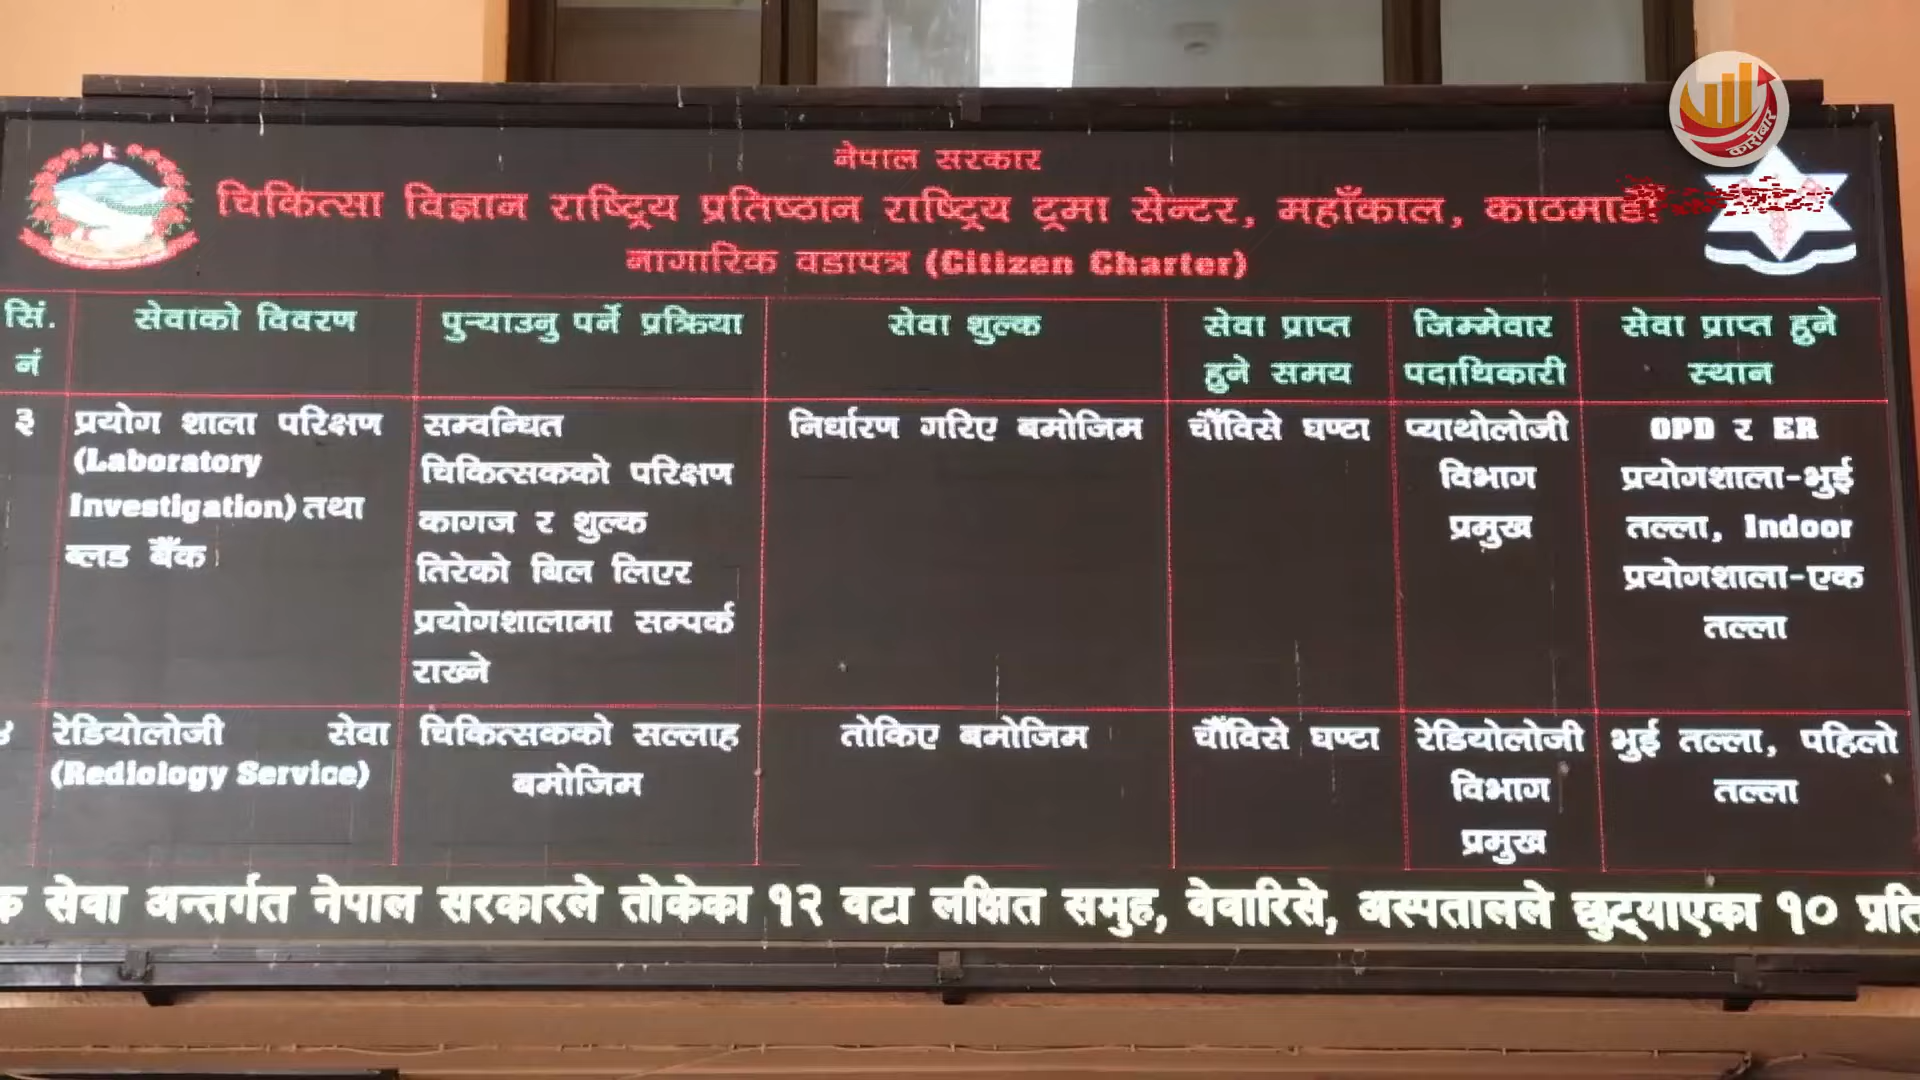 कारोबार
नेपाल सरकार
चिकित्सा विज्ञान राष्ट्रिय प्रतिष्ठान राष्ट्रिय ट्रमा सेन्टर, महाँकाल,
नागारिक वडापत्र (Citizen Charter)
सिं. नं
सेवाको विवरण
पुऱ्याउनु पर्ने प्रक्रिया
सेवा शुल्क
सेवा प्राप्त
हुने समय
जिम्मेवार
पदाधिकारी
सेवा प्राप्त हुने
स्थान
३
प्रयोग शाला परिक्षण
(Laboratory
Investigation) तथा
ब्लड बैँक
सम्वन्धित
चिकित्सकको परिक्षण
कागज र शुल्क
तिरेको बिल लिएर
प्रयोगशालामा सम्पर्क
राख्ने
निर्धारण गरिए बमोजिम
चौँविसे घण्टा
प्याथोलोजी
विभाग
प्रमुख
OPD र ER
प्रयोगशाला-भुई
तल्ला, Indoor
प्रयोगशाला-एक
तल्ला
४
रेडियोलोजी सेवा
(Rediology Service)
चिकित्सकको सल्लाह
बमोजिम
तोकिए बमोजिम
चौँविसे घण्टा
रेडियोलोजी
विभाग
प्रमुख
भुई तल्ला, पहिलो
तल्ला
सेवा अन्तर्गत नेपाल सरकारले तोकेका १२ वटा लक्षित समुह, वेवारिसे, अस्पतालले छुट्याएका १० प्रति